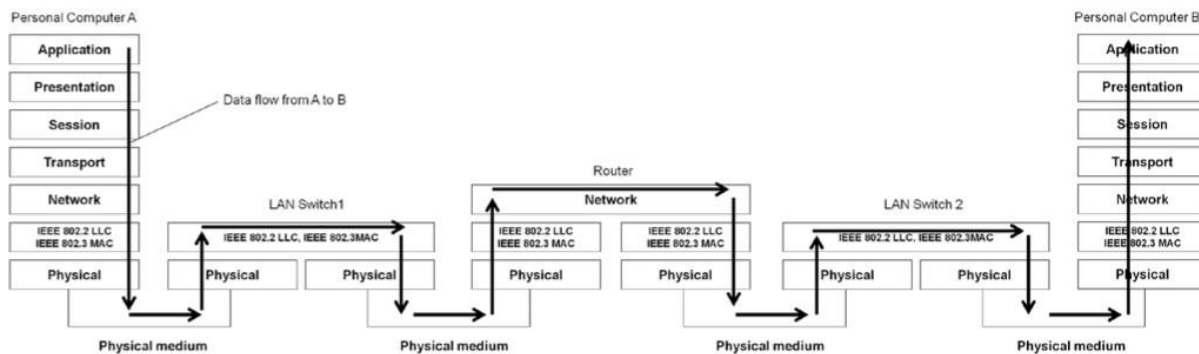 Personal Computer A
Personal Computer B
Application
Application
Presentation
Presentation
Data flow from A to B
Session
Session
Transport
Transport
Router
Network
Network
Network
LAN Switch1
LAN Switch 2
IEEE 802.2 LLC
IEEE 802.3 MAC
IEEE 802.2 LLC, IEEE 802.3MAC
IEEE 802.2 LLC
IEEE 802.3 MAC
IEEE 802.2 LLC
IEEE 802.3 MAC
IEEE 802.2 LLC, IEEE 802.3MAC
IEEE 802.2 LLC
IEEE 802.3 MAC
Physical
Physical
Physical
Physical
Physical
Physical
Physical
Physical
Physical medium
Physical medium
Physical medium
Physical medium